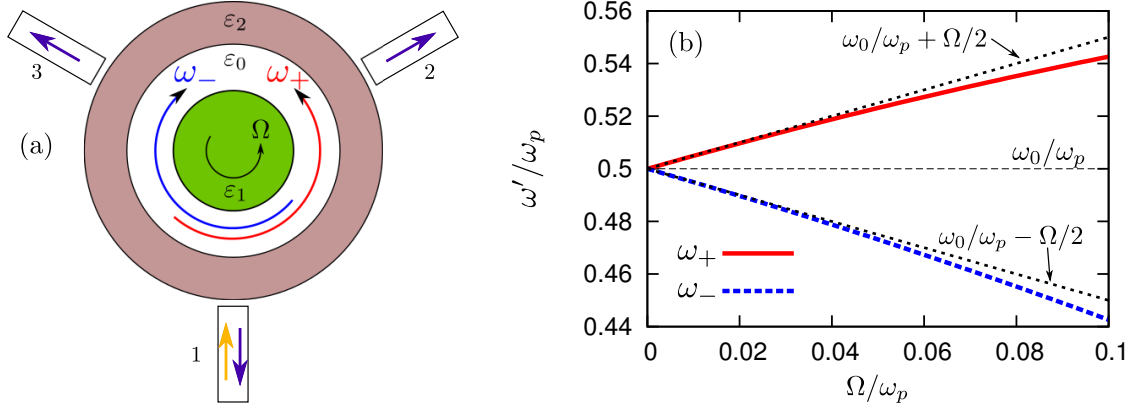 (a)
ε₂
ε₀
ω₋
ω₊
Ω
ε₁
3
2
1
(b)
ω′/ωₚ
0.56
0.54
0.52
0.5
0.48
0.46
0.44
ω₀/ωₚ + Ω/2
ω₀/ωₚ
ω₀/ωₚ − Ω/2
ω₊
ω₋
0
0.02
0.04
0.06
0.08
0.1
Ω/ωₚ